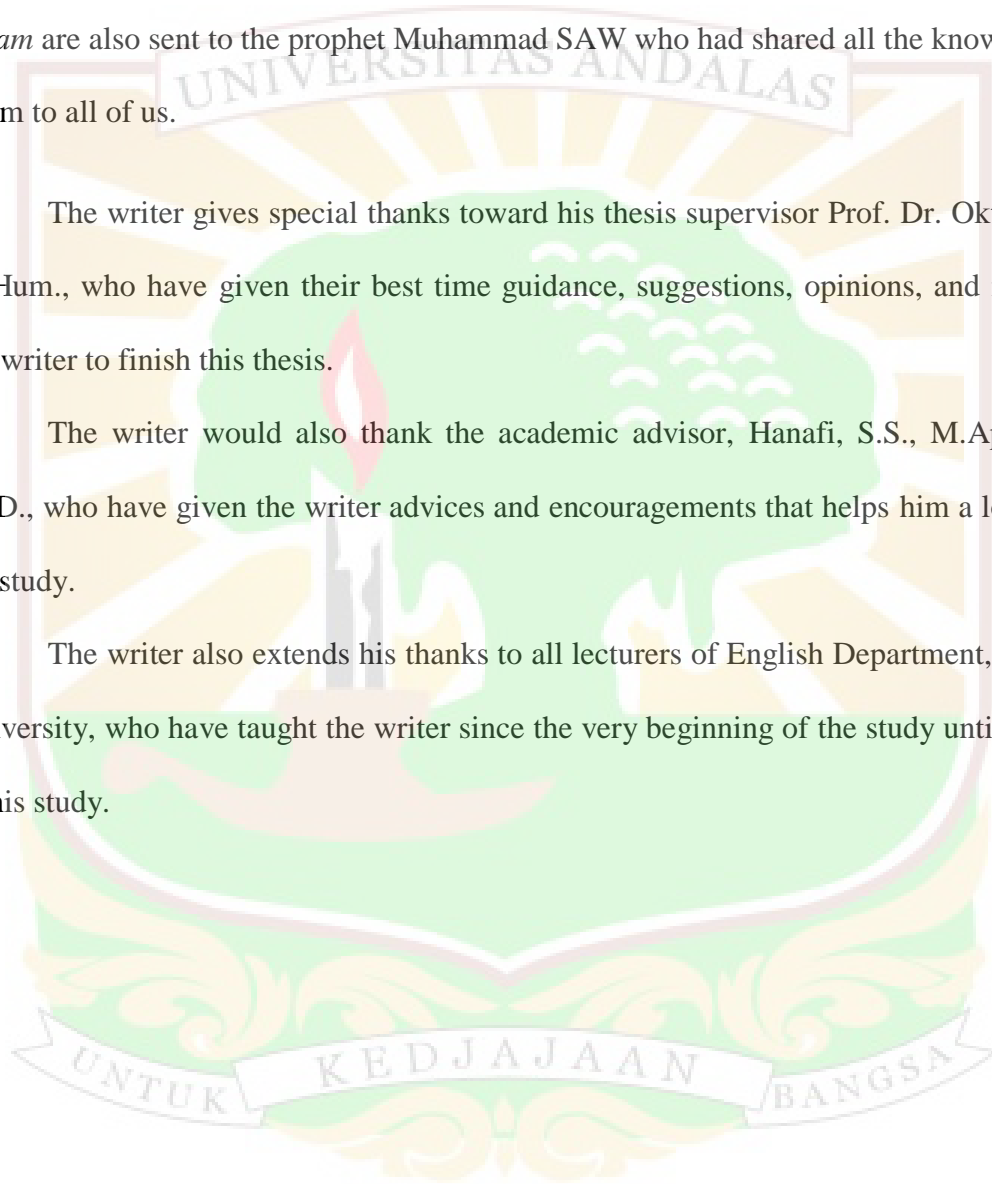 am are also sent to the prophet Muhammad SAW who had shared all the know
UNIVERSITAS ANDALAS
m to all of us.
The writer gives special thanks toward his thesis supervisor Prof. Dr. Ok
Hum., who have given their best time guidance, suggestions, opinions, and
writer to finish this thesis.
The writer would also thank the academic advisor, Hanafi, S.S., M.Ap
D., who have given the writer advices and encouragements that helps him a l
study.
The writer also extends his thanks to all lecturers of English Department,
versity, who have taught the writer since the very beginning of the study unti
his study.
UNTUK KEDJAJAAN BANGSA